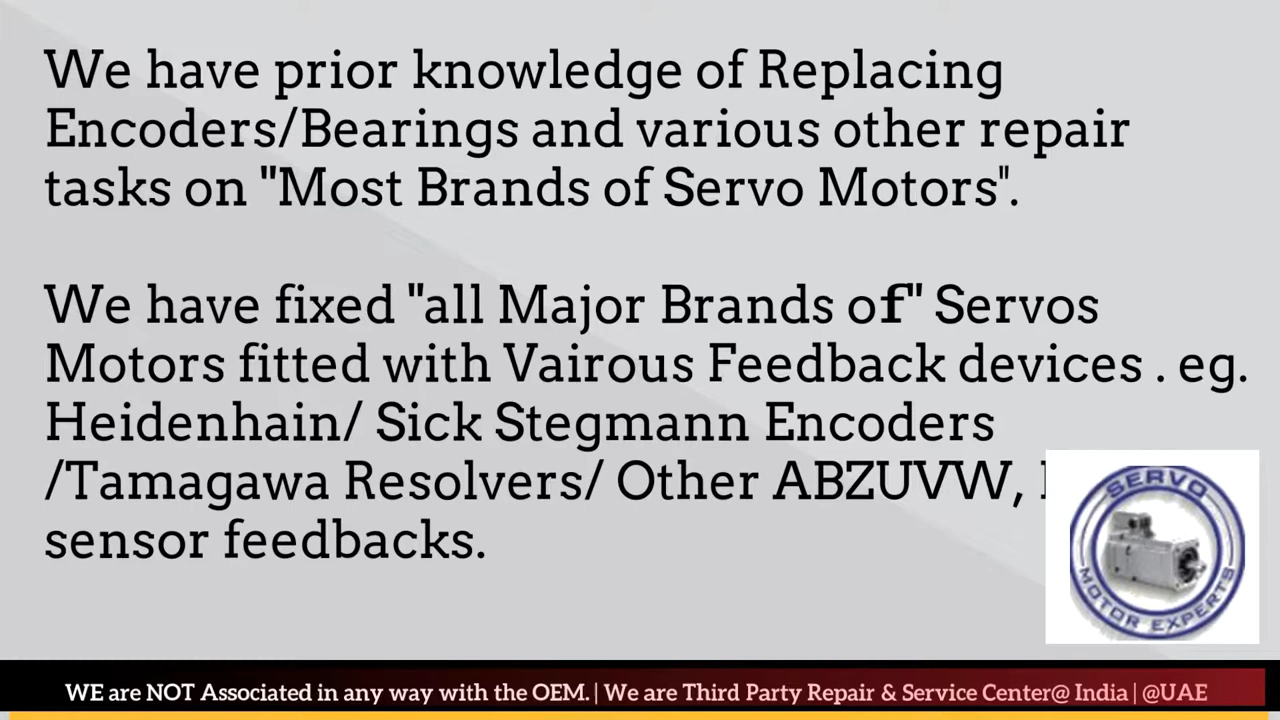 We have prior knowledge of Replacing
Encoders/Bearings and various other repair
tasks on "Most Brands of Servo Motors".
We have fixed "all Major Brands of" Servos
Motors fitted with Vairous Feedback devices . eg.
Heidenhain/ Sick Stegmann Encoders
/Tamagawa Resolvers/ Other ABZUVW,
sensor feedbacks.
SERVO
MOTOR EXPERTS
WE are NOT Associated in any way with the OEM. | We are Third Party Repair & Service Center@ India | @UAE